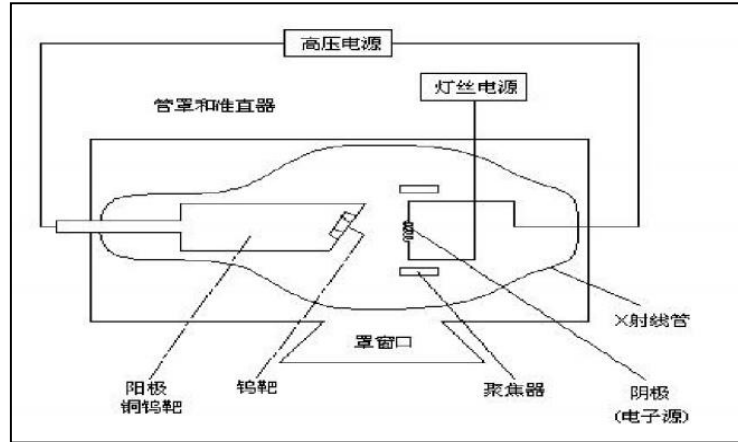 高压电源
灯丝电源
管罩和准直器
X射线管
罩窗口
阳极
铜钨靶
钨靶
聚焦器
阴极
(电子源)